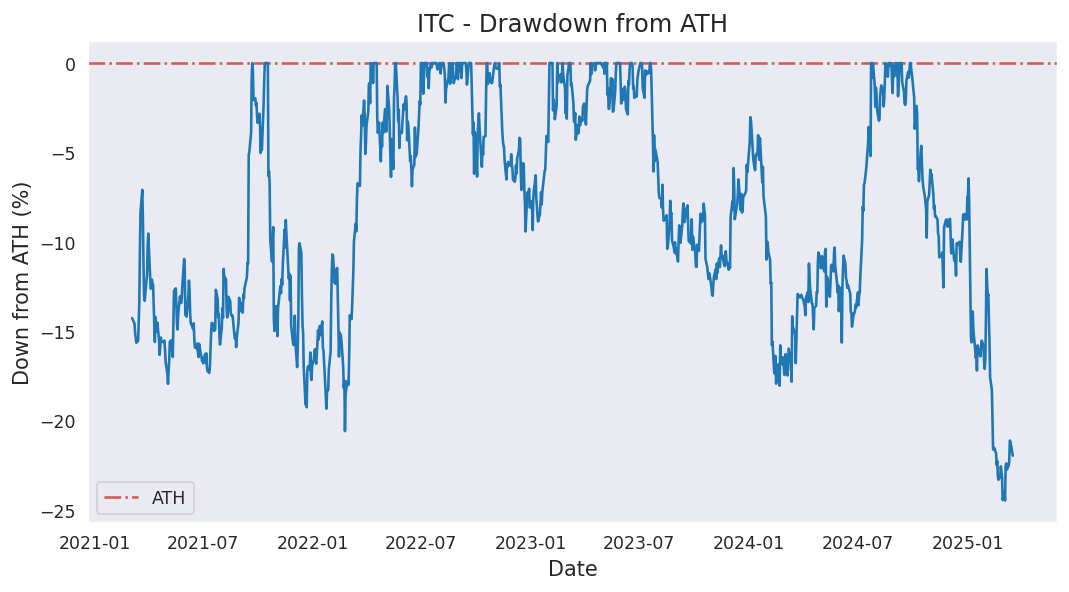 ITC - Drawdown from ATH
Down from ATH (%)
0
−5
−10
−15
−20
−25
ATH
2021-01 2021-07 2022-01 2022-07 2023-01 2023-07 2024-01 2024-07 2025-01
Date